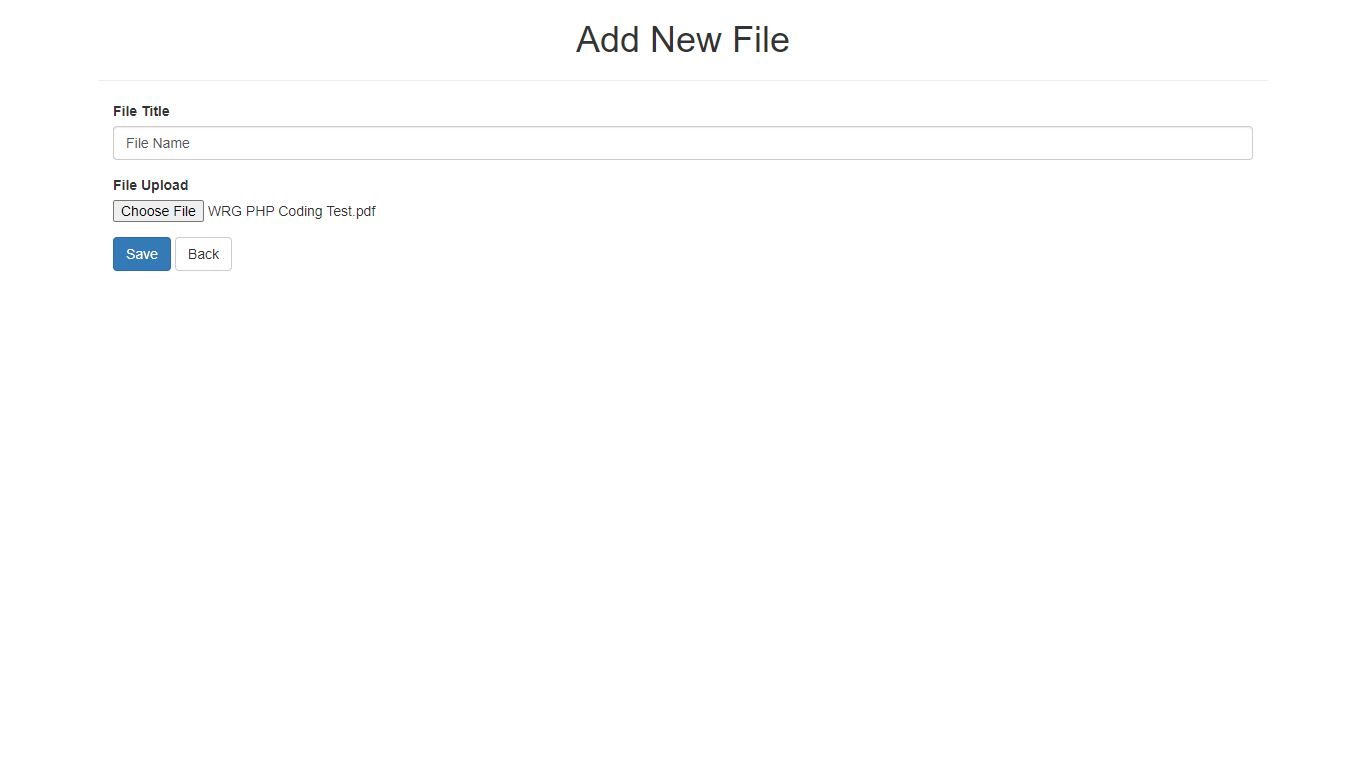 Add New File
File Title
File Name
File Upload
Choose File WRG PHP Coding Test.pdf
Save Back